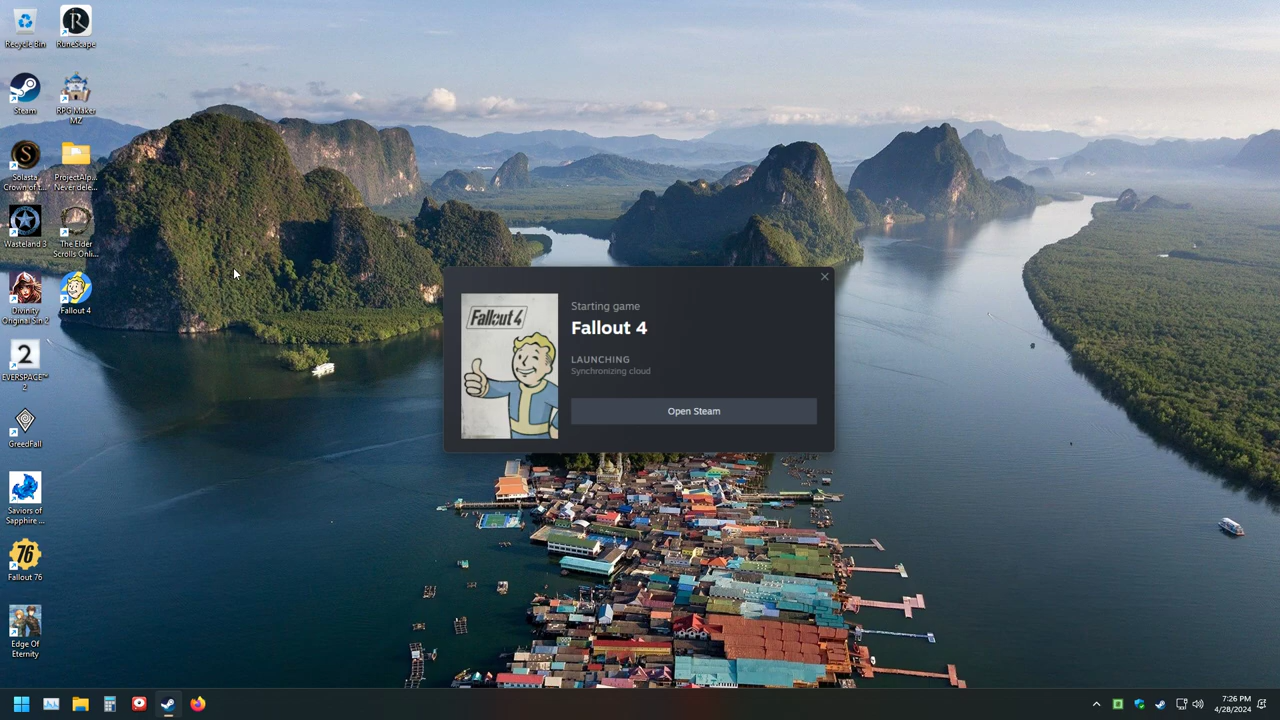 Recycle Bin
RuneScape
Steam
RPG Maker
MZ
Solasta
Crown of t...
ProjectAlp...
Never dele...
Wasteland 3
The Elder
Scrolls Onli...
Divinity
Original Sin 2
Fallout 4
2
EVERSPACE™
2
GreedFall
Saviors of
Sapphire ...
76
Fallout 76
Edge Of
Eternity
Fallout 4
Starting game
Fallout 4
LAUNCHING
Synchronizing cloud
Open Steam
7:26 PM
4/28/2024